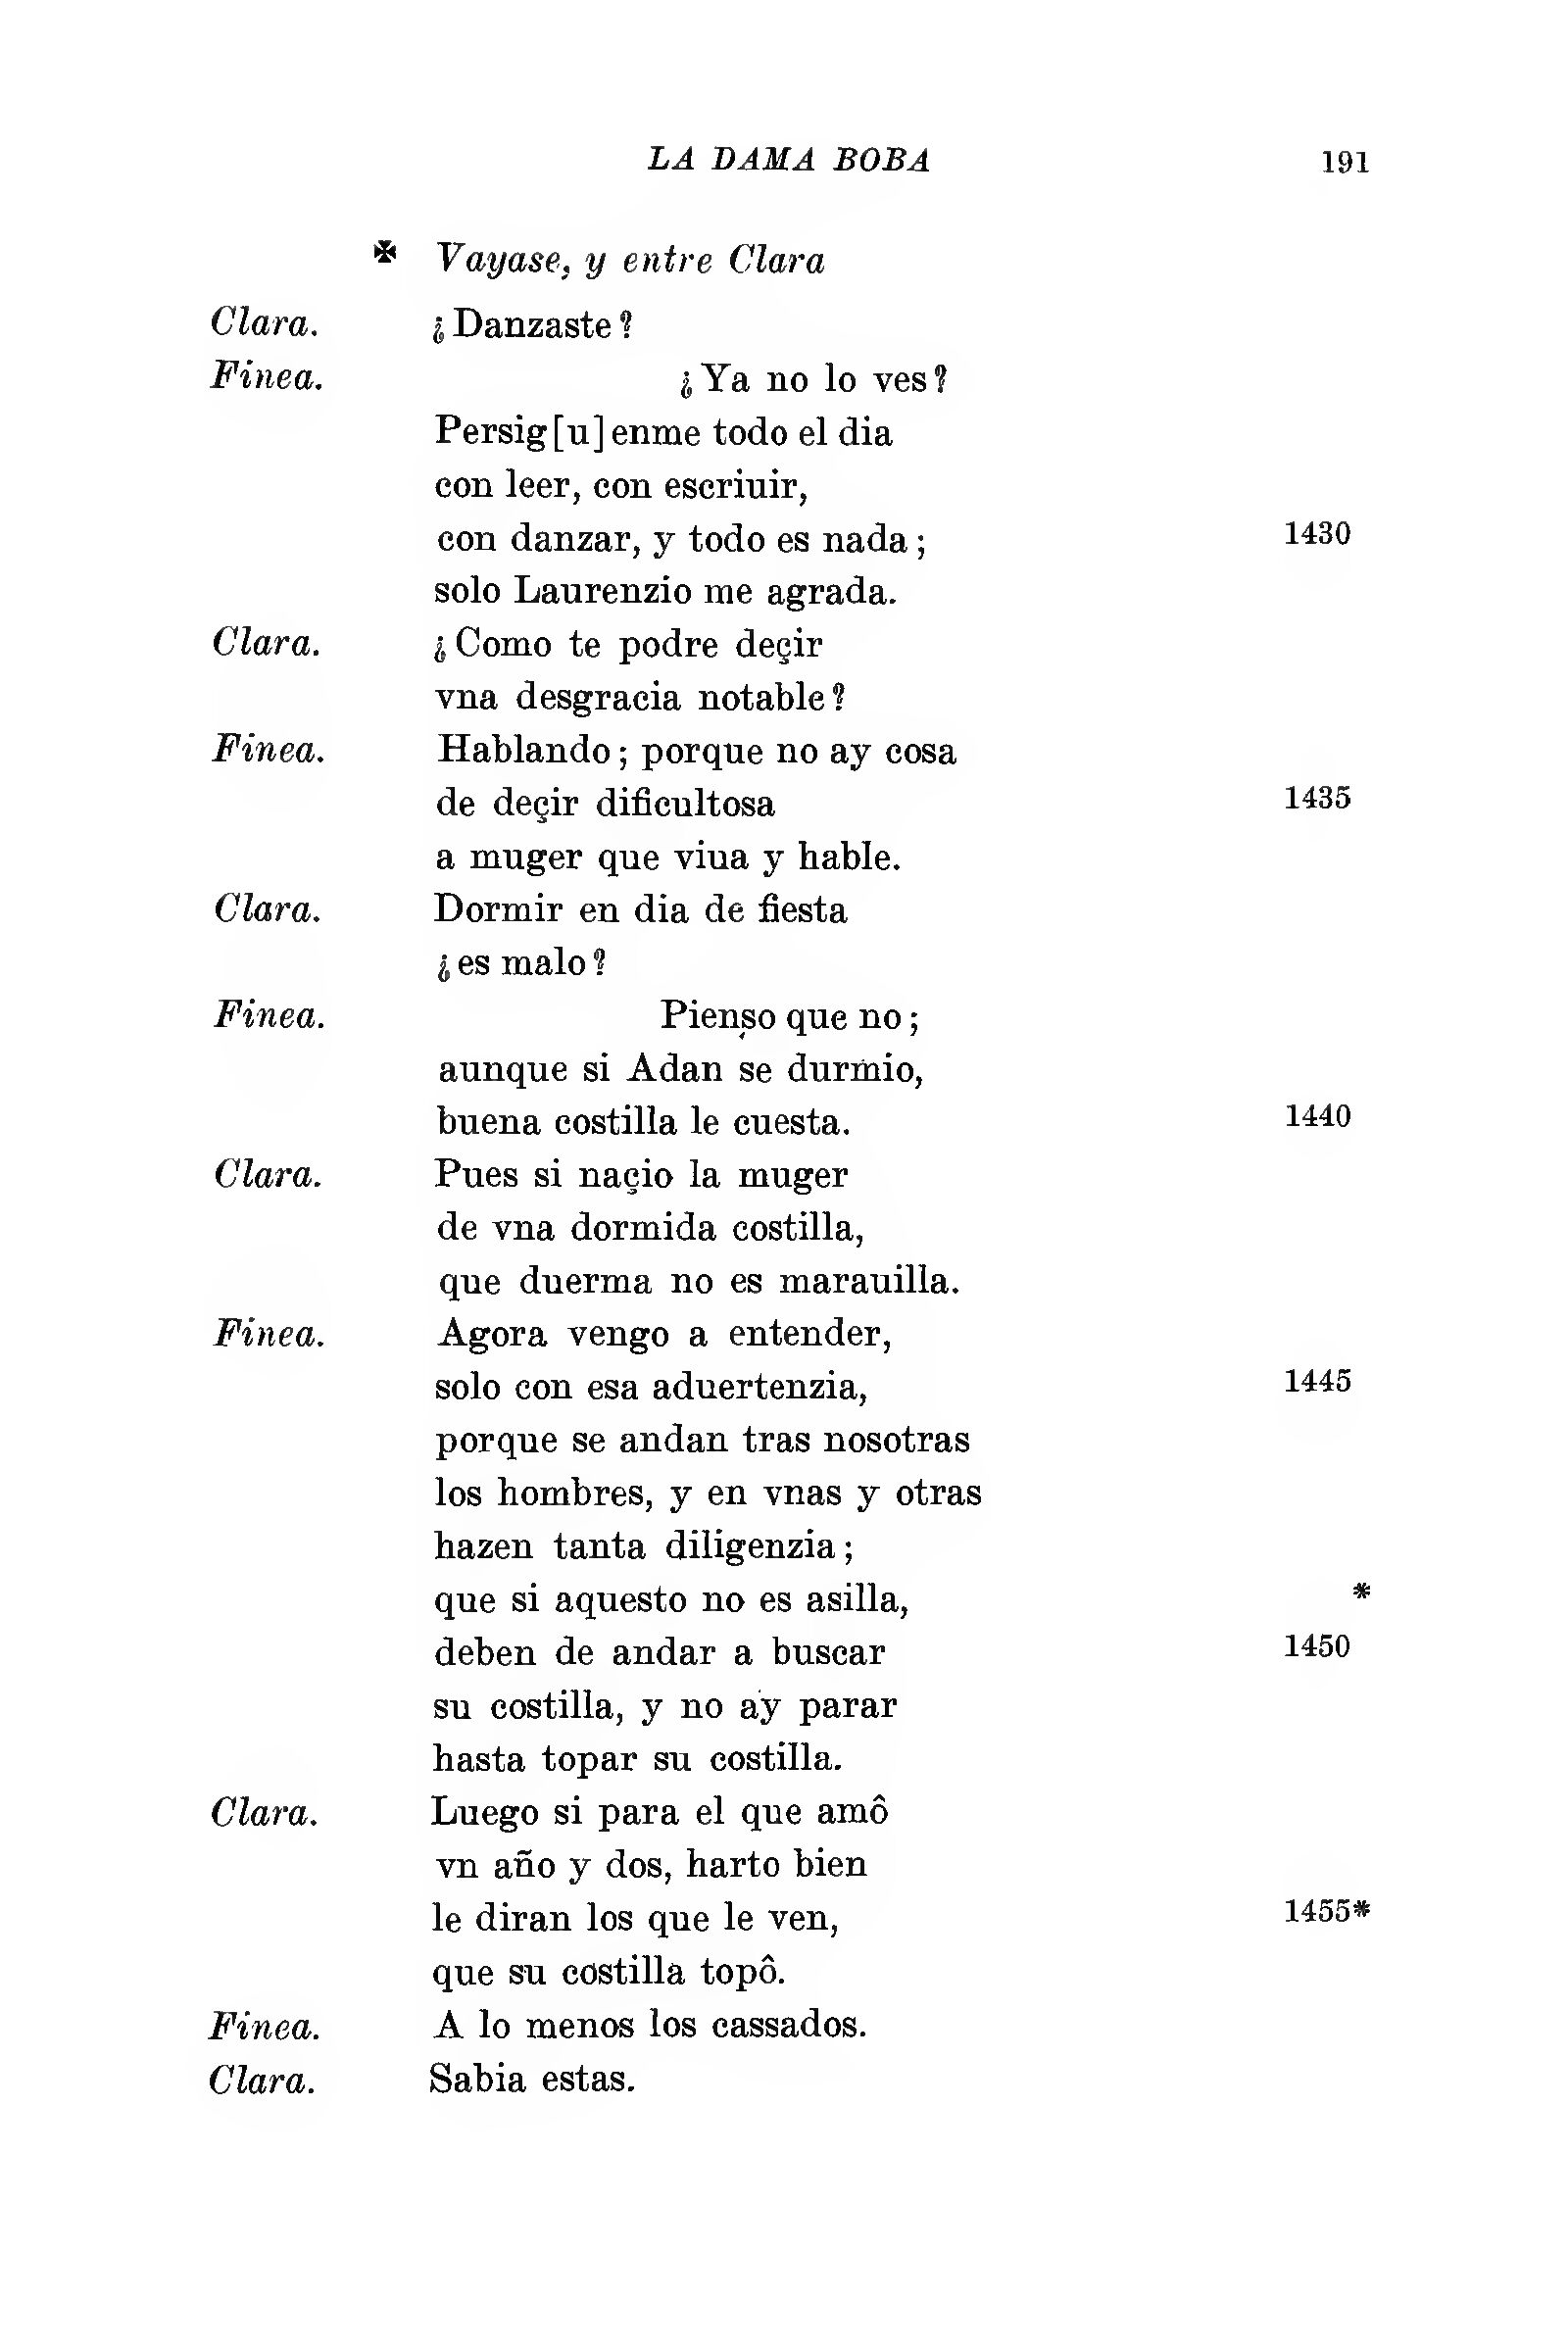 LA DAMA BOBA 191
✠ Vayase, y entre Clara
Clara. ¿Danzaste?
Finea. ¿Ya no lo ves?
Persig[u]enme todo el dia
con leer, con escriuir,
con danzar, y todo es nada; 1430
solo Laurenzio me agrada.
Clara. ¿Como te podre deçir
vna desgracia notable?
Finea. Hablando; porque no ay cosa
de deçir dificultosa 1435
a muger que viua y hable.
Clara. Dormir en dia de fiesta
¿es malo?
Finea. Pienso que no;
aunque si Adan se durmio,
buena costilla le cuesta. 1440
Clara. Pues si naçio la muger
de vna dormida costilla,
que duerma no es marauilla.
Finea. Agora vengo a entender,
solo con esa aduertenzia, 1445
porque se andan tras nosotras
los hombres, y en vnas y otras
hazen tanta diligenzia;
que si aquesto no es asilla, *
deben de andar a buscar 1450
su costilla, y no ay parar
hasta topar su costilla.
Clara. Luego si para el que amô
vn año y dos, harto bien
le diran los que le ven, 1455*
que su costilla topô.
Finea. A lo menos los cassados.
Clara. Sabia estas.